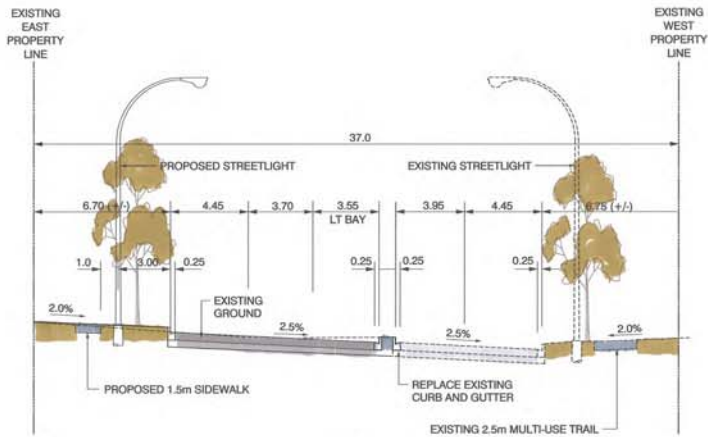 EXISTING
EAST
PROPERTY
LINE
EXISTING
WEST
PROPERTY
LINE
37.0
PROPOSED STREETLIGHT
EXISTING STREETLIGHT
6.70 (+/-)
4.45
3.70
3.55
LT BAY
3.95
4.45
6.75 (+/-)
1.0
3.00
0.25
0.25
0.25
0.25
EXISTING
GROUND
2.0%
2.5%
2.5%
2.0%
PROPOSED 1.5m SIDEWALK
REPLACE EXISTING
CURB AND GUTTER
EXISTING 2.5m MULTI-USE TRAIL